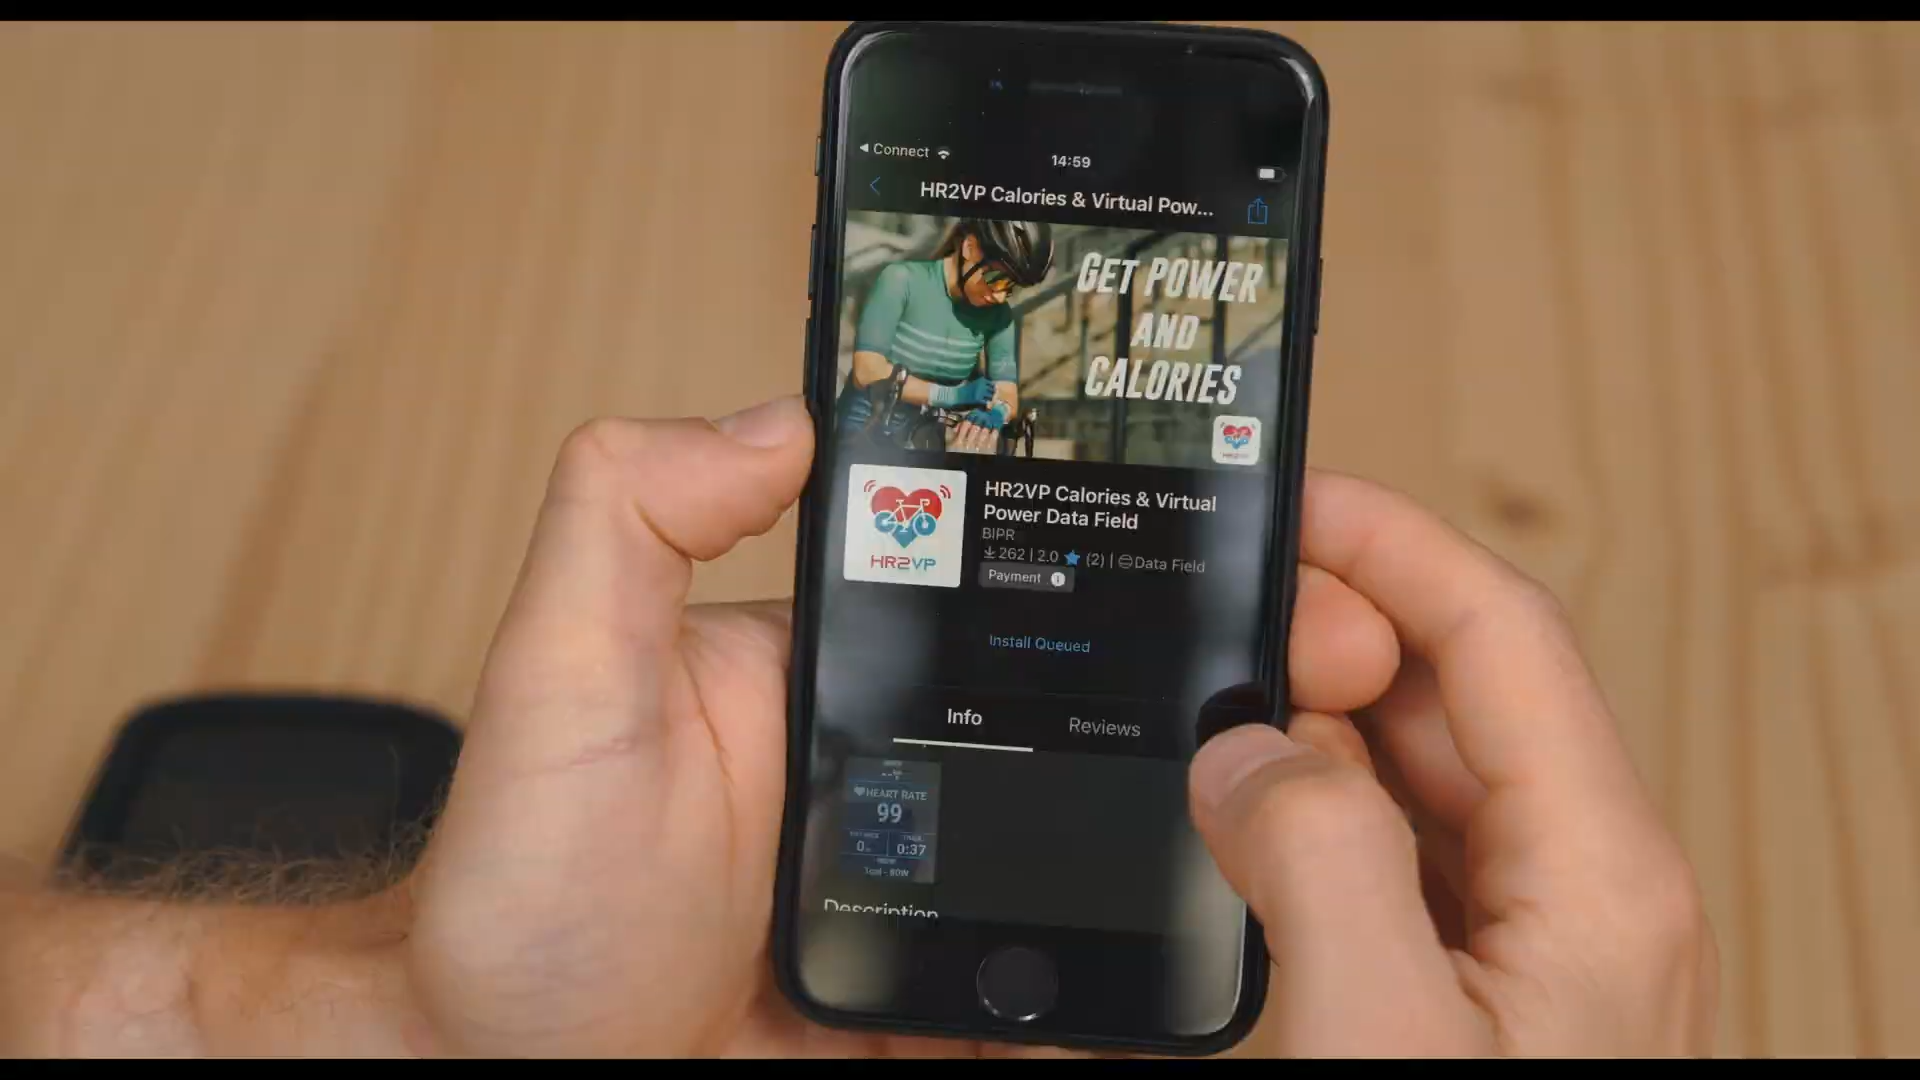 Connect
14:59
HR2VP Calories & Virtual Pow...
GET POWER
AND
CALORIES
HR2VP
HR2VP Calories & Virtual
Power Data Field
BIPR
262 | 2.0 ★ (2) | Data Field
Payment
Install Queued
Info
Reviews
HEART RATE
99
0
0:37
Description